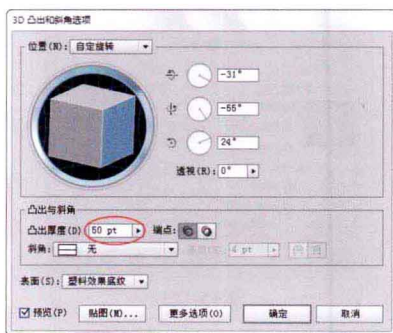 3D 凸出和斜角选项
位置(N): 自定旋转
-31°
-55°
24°
透视(R): 0°
凸出与斜角
凸出厚度(D) 50 pt 端点:
斜角: 无 4 pt
表面(S): 塑料效果底纹
预览(P) 贴图(M)... 更多选项(O) 确定 取消